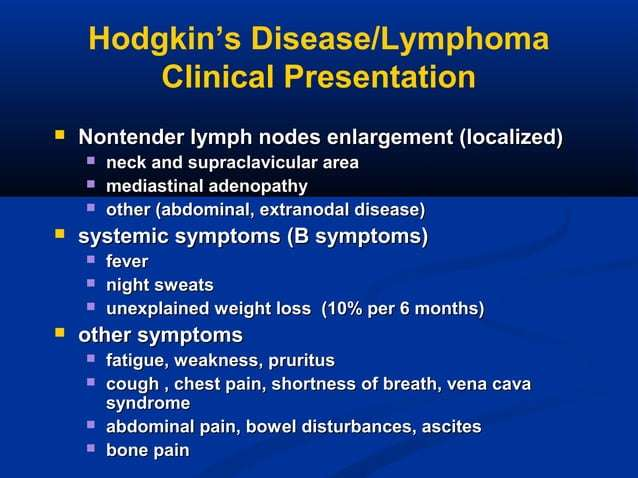 Hodgkin’s Disease/Lymphoma
Clinical Presentation
Nontender lymph nodes enlargement (localized)
neck and supraclavicular area
mediastinal adenopathy
other (abdominal, extranodal disease)
systemic symptoms (B symptoms)
fever
night sweats
unexplained weight loss (10% per 6 months)
other symptoms
fatigue, weakness, pruritus
cough , chest pain, shortness of breath, vena cava
syndrome
abdominal pain, bowel disturbances, ascites
bone pain